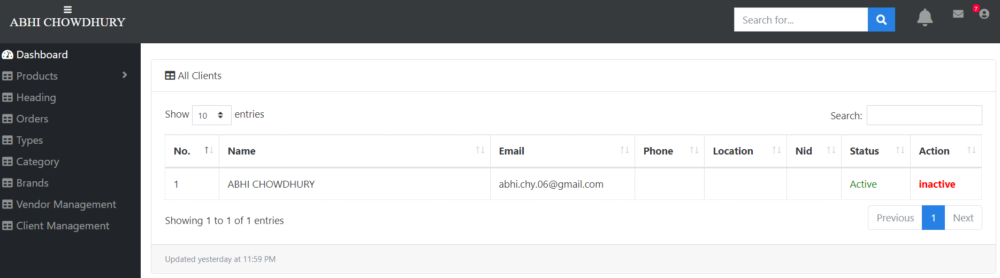 ABHI CHOWDHURY
Search for...
7
Dashboard
Products
Heading
Orders
Types
Category
Brands
Vendor Management
Client Management
All Clients
Show 10 entries
Search:
No. Name Email Phone Location Nid Status Action
1 ABHI CHOWDHURY abhi.chy.06@gmail.com Active inactive
Showing 1 to 1 of 1 entries
Previous 1 Next
Updated yesterday at 11:59 PM